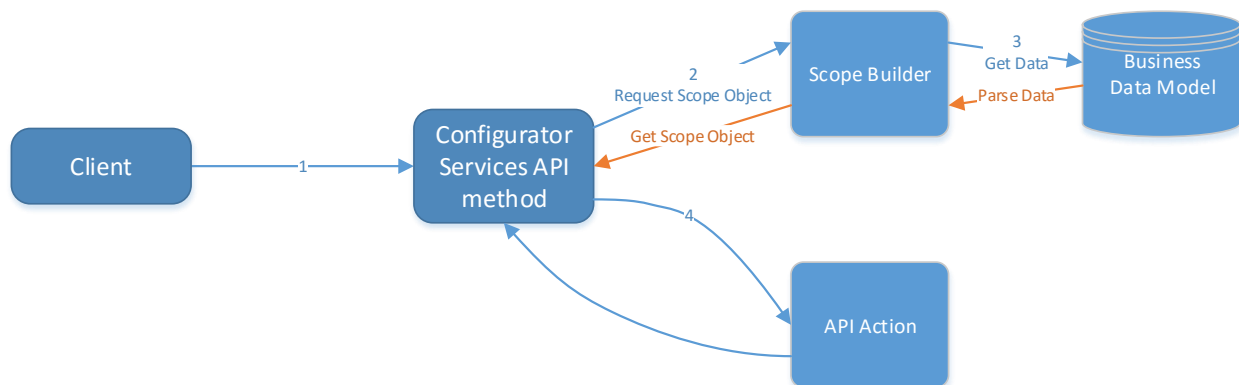 Client
1
Configurator
Services API
method
2
Request Scope Object
Get Scope Object
Scope Builder
3
Get Data
Parse Data
Business
Data Model
4
API Action